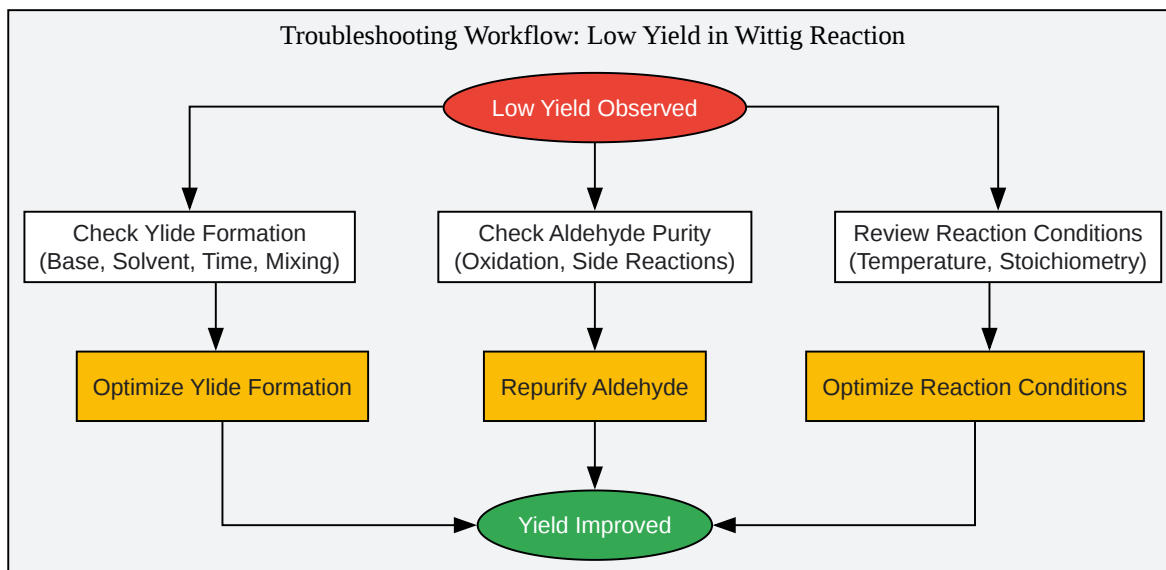 Troubleshooting Workflow: Low Yield in Wittig Reaction
Low Yield Observed
Check Ylide Formation
(Base, Solvent, Time, Mixing)
Check Aldehyde Purity
(Oxidation, Side Reactions)
Review Reaction Conditions
(Temperature, Stoichiometry)
Optimize Ylide Formation
Repurify Aldehyde
Optimize Reaction Conditions
Yield Improved